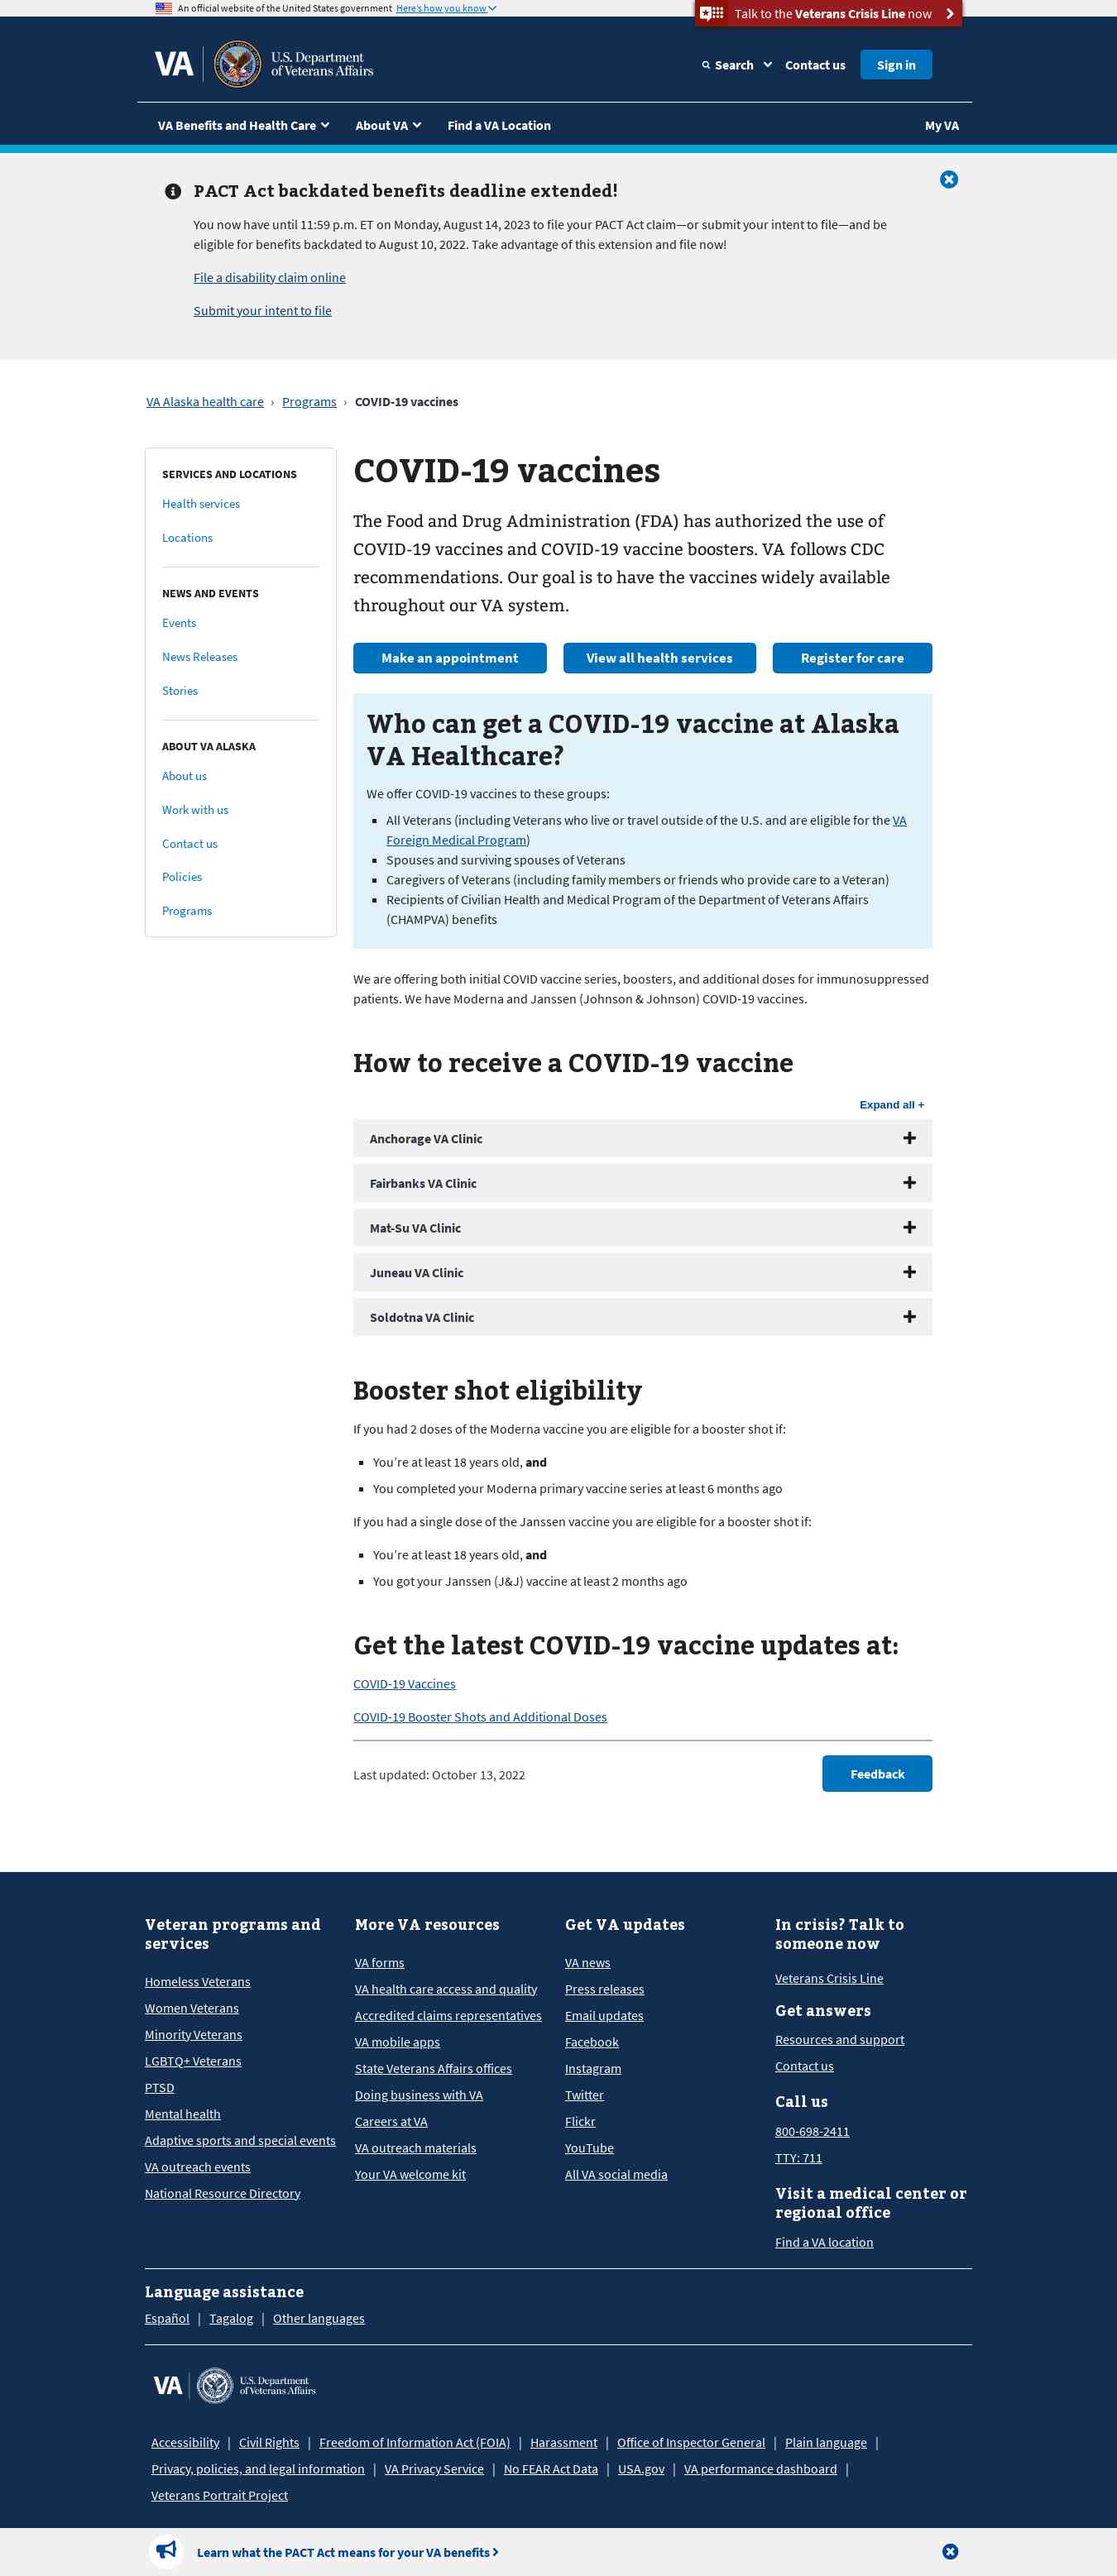 An official website of the United States government Here's how you know
Talk to the Veterans Crisis Line now
VA
U.S. Department
of Veterans Affairs
Search
Contact us
Sign in
VA Benefits and Health Care
About VA
Find a VA Location
My VA
PACT Act backdated benefits deadline extended!
You now have until 11:59 p.m. ET on Monday, August 14, 2023 to file your PACT Act claim—or submit your intent to file—and be
eligible for benefits backdated to August 10, 2022. Take advantage of this extension and file now!
File a disability claim online
Submit your intent to file
VA Alaska health care › Programs › COVID-19 vaccines
SERVICES AND LOCATIONS
Health services
Locations
NEWS AND EVENTS
Events
News Releases
Stories
ABOUT VA ALASKA
About us
Work with us
Contact us
Policies
Programs
COVID-19 vaccines
The Food and Drug Administration (FDA) has authorized the use of
COVID-19 vaccines and COVID-19 vaccine boosters. VA follows CDC
recommendations. Our goal is to have the vaccines widely available
throughout our VA system.
Make an appointment
View all health services
Register for care
Who can get a COVID-19 vaccine at Alaska
VA Healthcare?
We offer COVID-19 vaccines to these groups:
All Veterans (including Veterans who live or travel outside of the U.S. and are eligible for the VA
Foreign Medical Program)
Spouses and surviving spouses of Veterans
Caregivers of Veterans (including family members or friends who provide care to a Veteran)
Recipients of Civilian Health and Medical Program of the Department of Veterans Affairs
(CHAMPVA) benefits
We are offering both initial COVID vaccine series, boosters, and additional doses for immunosuppressed
patients. We have Moderna and Janssen (Johnson & Johnson) COVID-19 vaccines.
How to receive a COVID-19 vaccine
Expand all +
Anchorage VA Clinic
Fairbanks VA Clinic
Mat-Su VA Clinic
Juneau VA Clinic
Soldotna VA Clinic
Booster shot eligibility
If you had 2 doses of the Moderna vaccine you are eligible for a booster shot if:
You're at least 18 years old, and
You completed your Moderna primary vaccine series at least 6 months ago
If you had a single dose of the Janssen vaccine you are eligible for a booster shot if:
You're at least 18 years old, and
You got your Janssen (J&J) vaccine at least 2 months ago
Get the latest COVID-19 vaccine updates at:
COVID-19 Vaccines
COVID-19 Booster Shots and Additional Doses
Last updated: October 13, 2022
Feedback
Veteran programs and
services
Homeless Veterans
Women Veterans
Minority Veterans
LGBTQ+ Veterans
PTSD
Mental health
Adaptive sports and special events
VA outreach events
National Resource Directory
More VA resources
VA forms
VA health care access and quality
Accredited claims representatives
VA mobile apps
State Veterans Affairs offices
Doing business with VA
Careers at VA
VA outreach materials
Your VA welcome kit
Get VA updates
VA news
Press releases
Email updates
Facebook
Instagram
Twitter
Flickr
YouTube
All VA social media
In crisis? Talk to
someone now
Veterans Crisis Line
Get answers
Resources and support
Contact us
Call us
800-698-2411
TTY: 711
Visit a medical center or
regional office
Find a VA location
Language assistance
Español | Tagalog | Other languages
VA
U.S. Department
of Veterans Affairs
Accessibility | Civil Rights | Freedom of Information Act (FOIA) | Harassment | Office of Inspector General | Plain language |
Privacy, policies, and legal information | VA Privacy Service | No FEAR Act Data | USA.gov | VA performance dashboard |
Veterans Portrait Project
Learn what the PACT Act means for your VA benefits